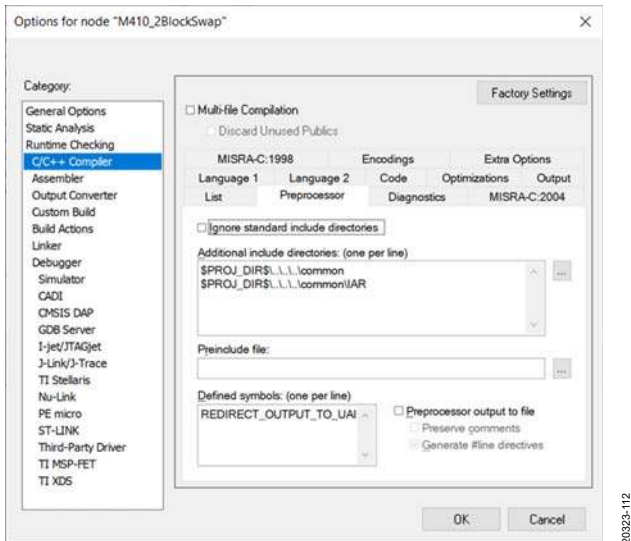 Options for node "M410_2BlockSwap"
Category:
General Options
Static Analysis
Runtime Checking
C/C++ Compiler
Assembler
Output Converter
Custom Build
Build Actions
Linker
Debugger
Simulator
CADI
CMSIS DAP
GDB Server
I-jet/JTAGjet
J-Link/J-Trace
TI Stellaris
Nu-Link
PE micro
ST-LINK
Third-Party Driver
TI MSP-FET
TI XDS
Factory Settings
Multi-file Compilation
Discard Unused Publics
MISRA-C:1998 Encodings Extra Options
Language 1 Language 2 Code Optimizations Output
List Preprocessor Diagnostics MISRA-C:2004
Ignore standard include directories
Additional include directories: (one per line)
$PROJ_DIR$\..\..\..\common
$PROJ_DIR$\..\..\..\common\IAR
...
Preinclude file:
...
Defined symbols: (one per line)
REDIRECT_OUTPUT_TO_UAI
Preprocessor output to file
Preserve comments
Generate #line directives
OK Cancel
20323-112